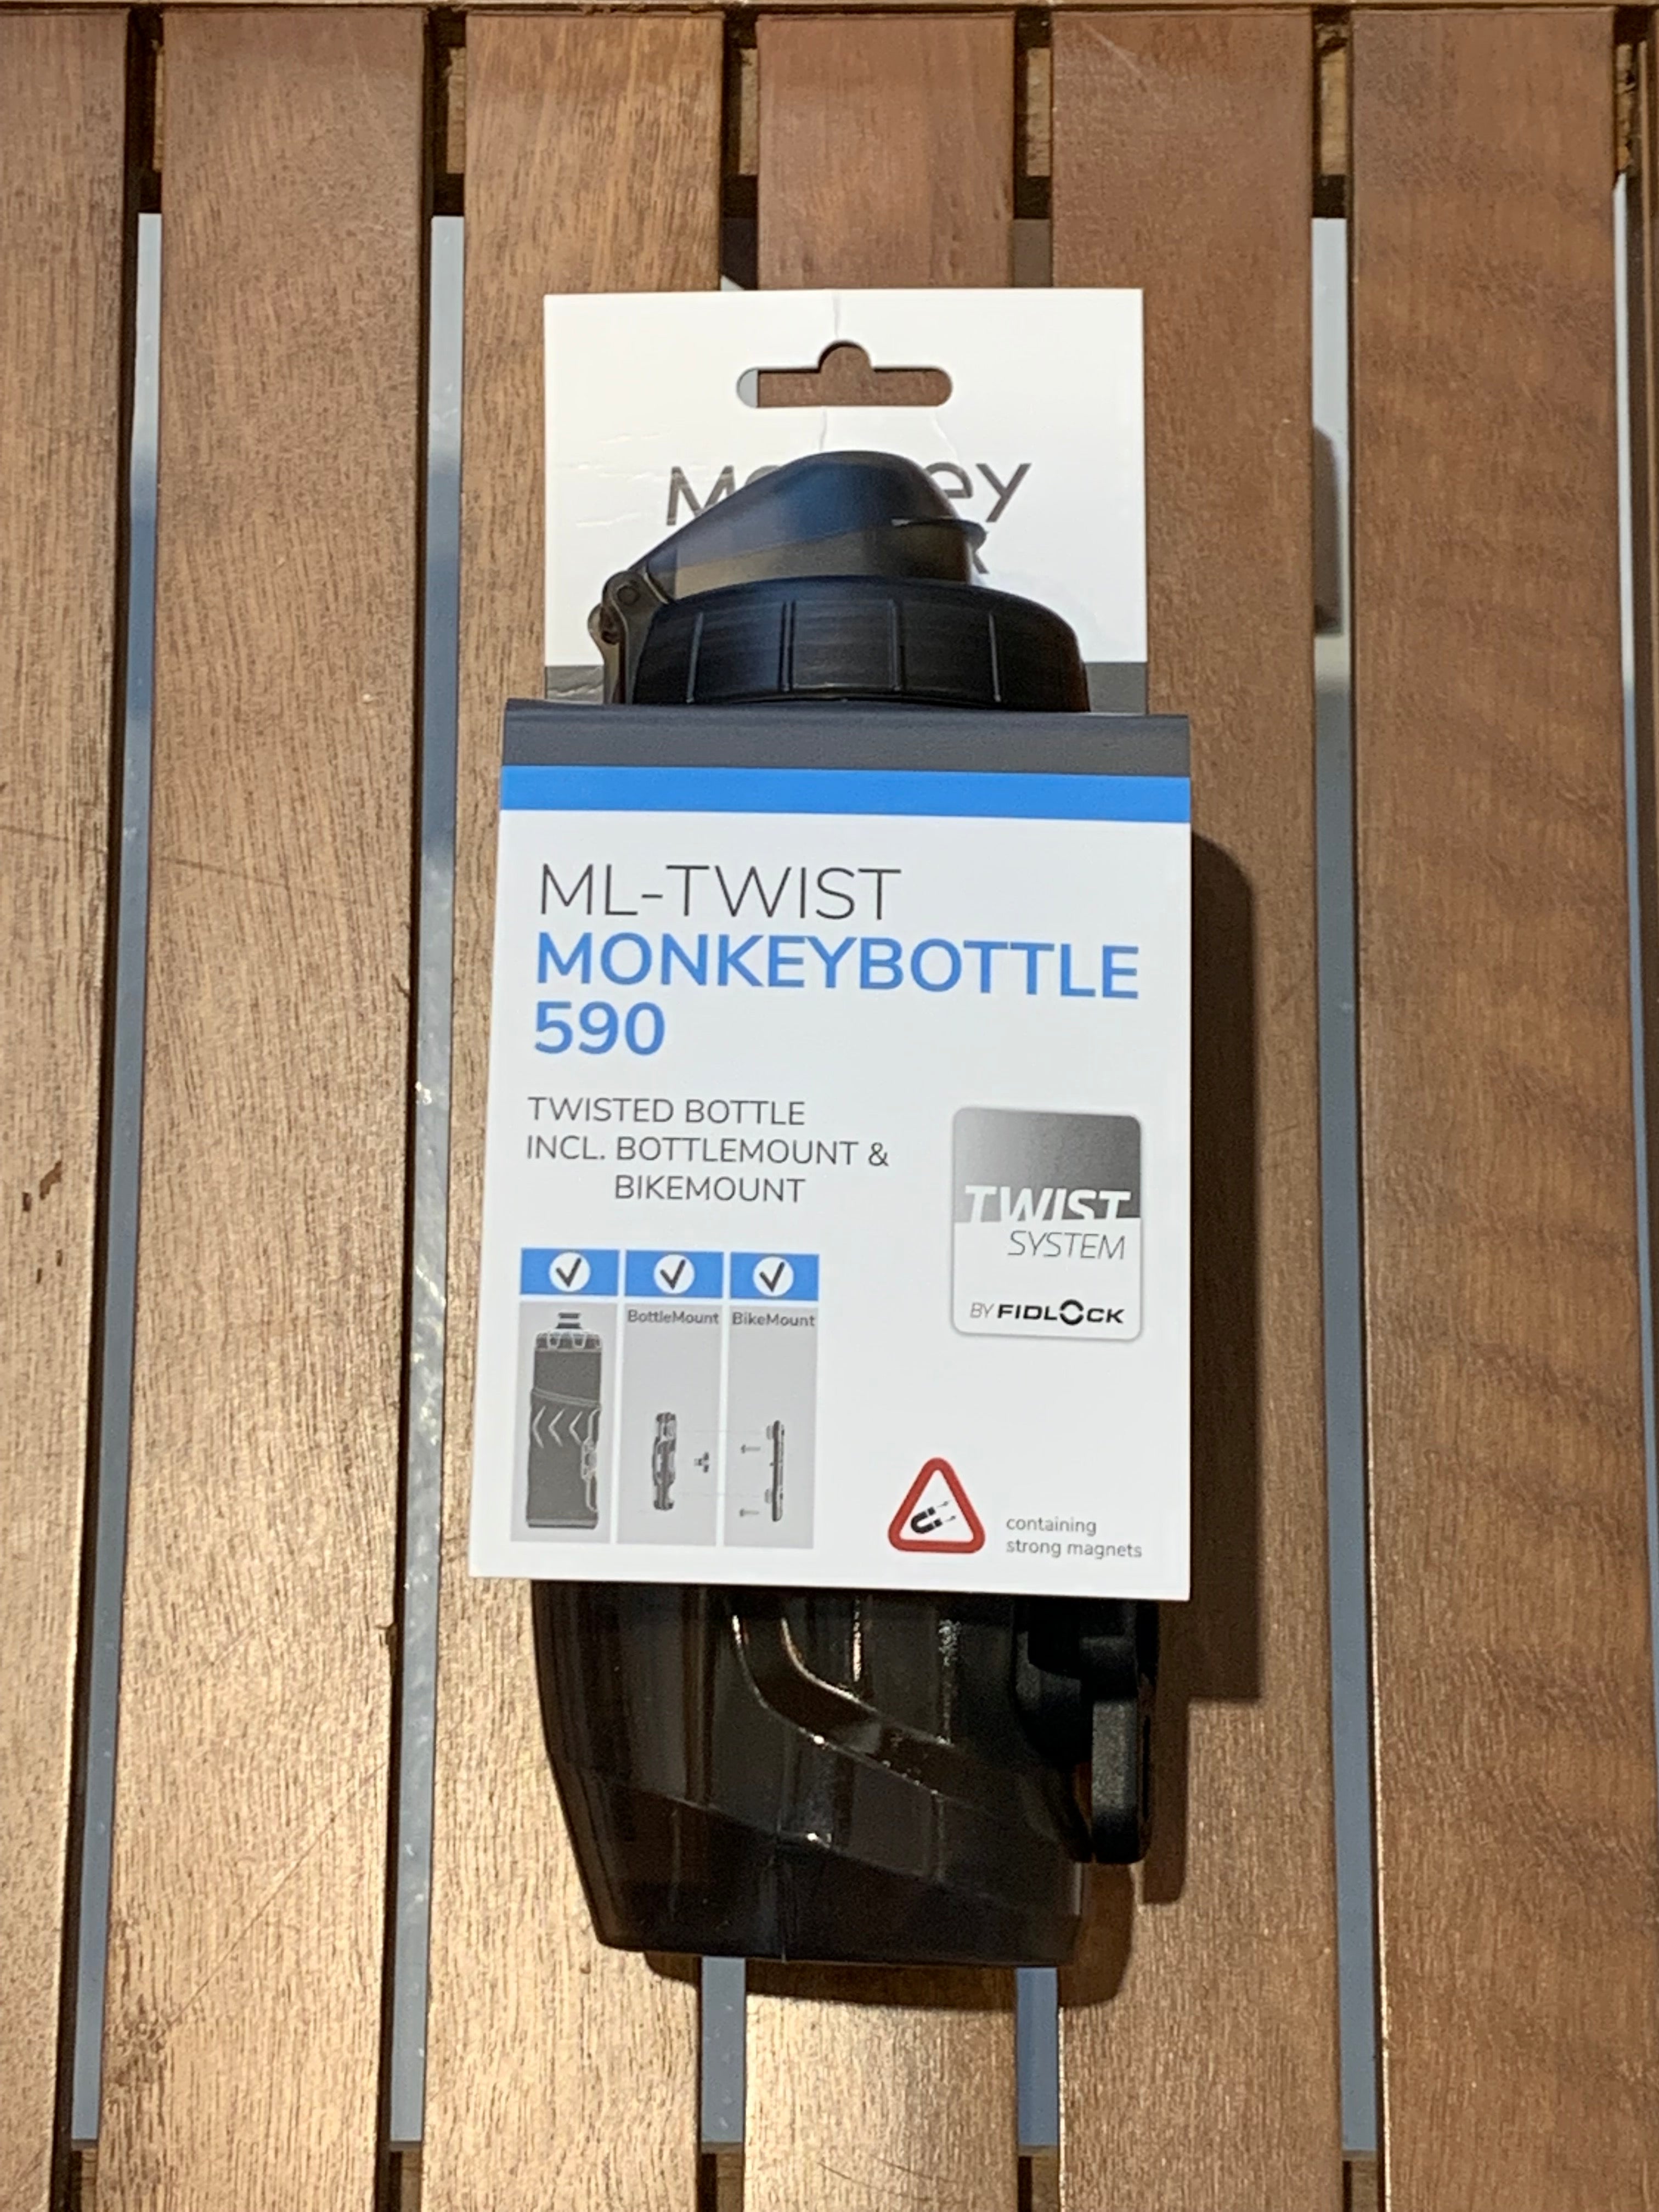 ML-TWIST
MONKEYBOTTLE
590
TWISTED BOTTLE
INCL. BOTTLEMOUNT &
BIKEMOUNT
TWIST
SYSTEM
BY FIDLOCK
BottleMount BikeMount
containing
strong magnets